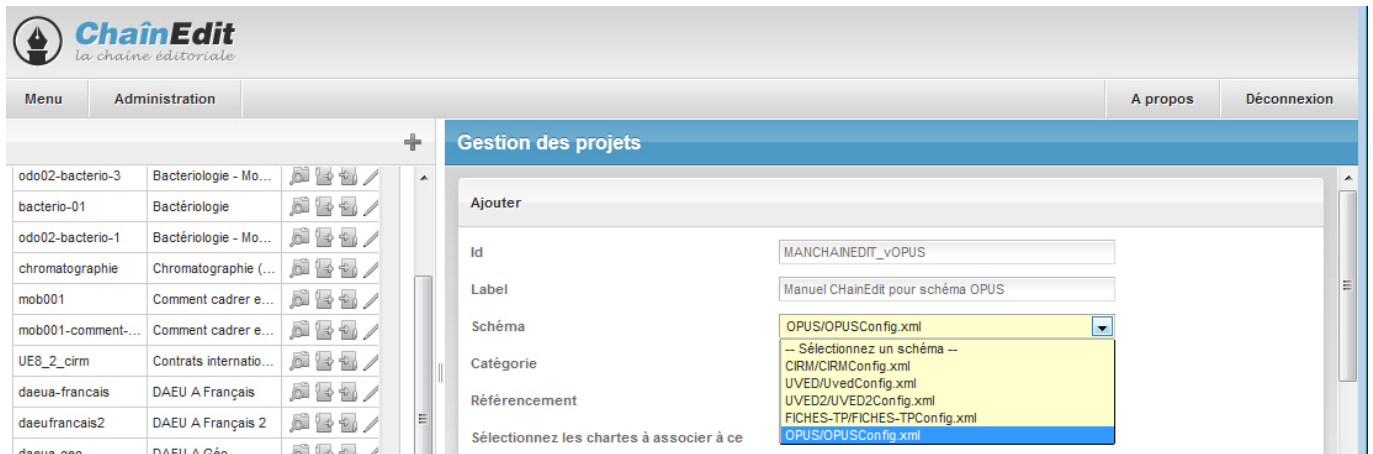 ChaînEdit
la chaîne éditoriale
Menu
Administration
A propos
Déconnexion
Gestion des projets
odo02-bacterio-3 Bacteriologie - Mo...
bacterio-01 Bactériologie
odo02-bacterio-1 Bactériologie - Mo...
chromatographie Chromatographie (...
mob001 Comment cadrer e...
mob001-comment-... Comment cadrer e...
UE8_2_cirm Contrats internatio...
daeua-francais DAEU A Français
daeufrancais2 DAEU A Français 2
daeua-geo DAEU A Géo
Ajouter
Id MANCHAINEDIT_vOPUS
Label Manuel CHainEdit pour schéma OPUS
Schéma OPUS/OPUSConfig.xml
-- Sélectionnez un schéma --
CIRM/CIRMConfig.xml
UVED/UvedConfig.xml
UVED2/UVED2Config.xml
FICHES-TP/FICHES-TPConfig.xml
OPUS/OPUSConfig.xml
Catégorie
Référencement
Sélectionnez les chartes à associer à ce